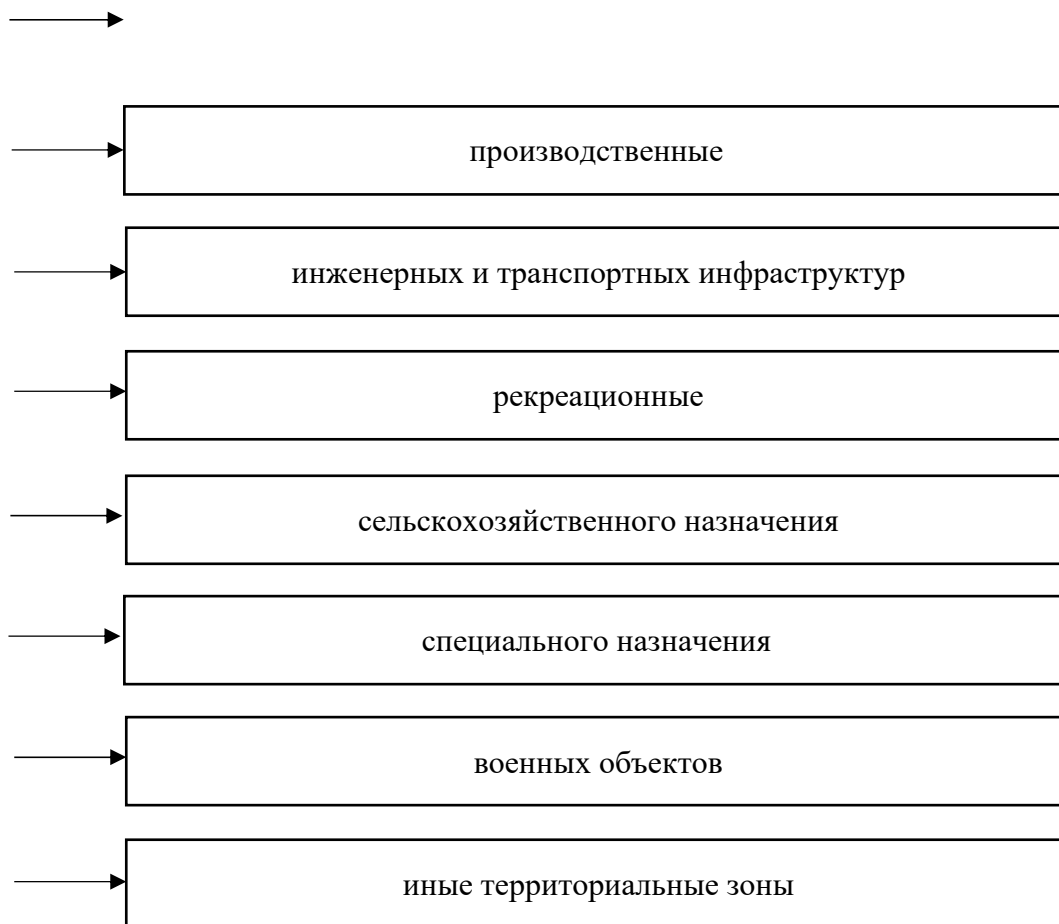 производственные
инженерных и транспортных инфраструктур
рекреационные
сельскохозяйственного назначения
специального назначения
военных объектов
иные территориальные зоны